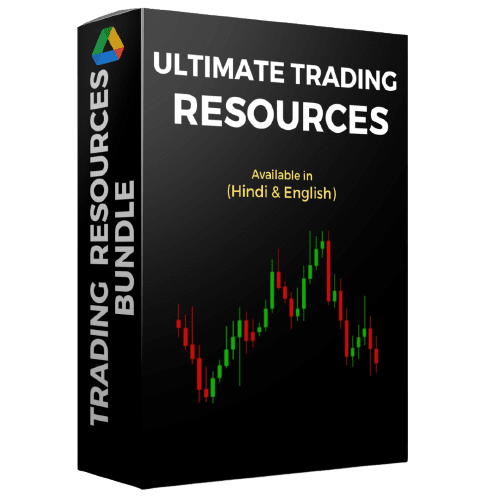 ULTIMATE TRADING
RESOURCES
Available in
(Hindi & English)
TRADING RESOURCES
BUNDLE